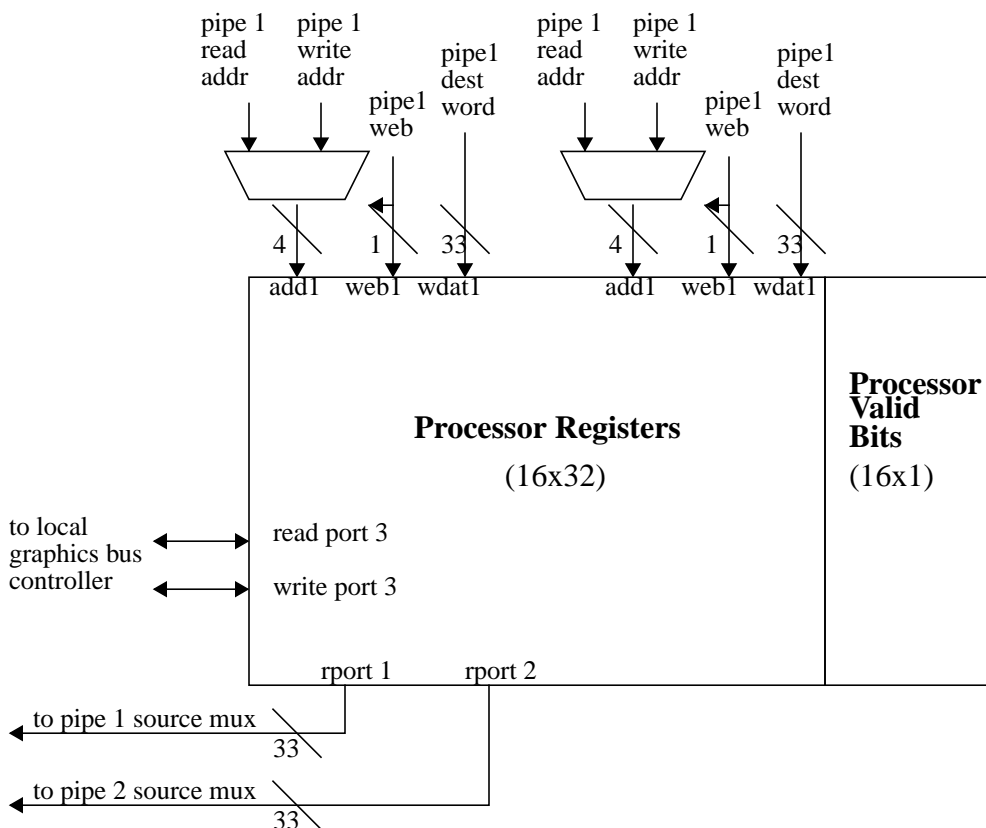 pipe 1
read
addr
pipe 1
write
addr
pipe1
web
pipe1
dest
word
pipe 1
read
addr
pipe 1
write
addr
pipe1
web
pipe1
dest
word
4
1
33
4
1
33
add1
web1
wdat1
add1
web1
wdat1
Processor Registers
(16x32)
Processor
Valid
Bits
(16x1)
to local
graphics bus
controller
read port 3
write port 3
rport 1
rport 2
to pipe 1 source mux
33
to pipe 2 source mux
33